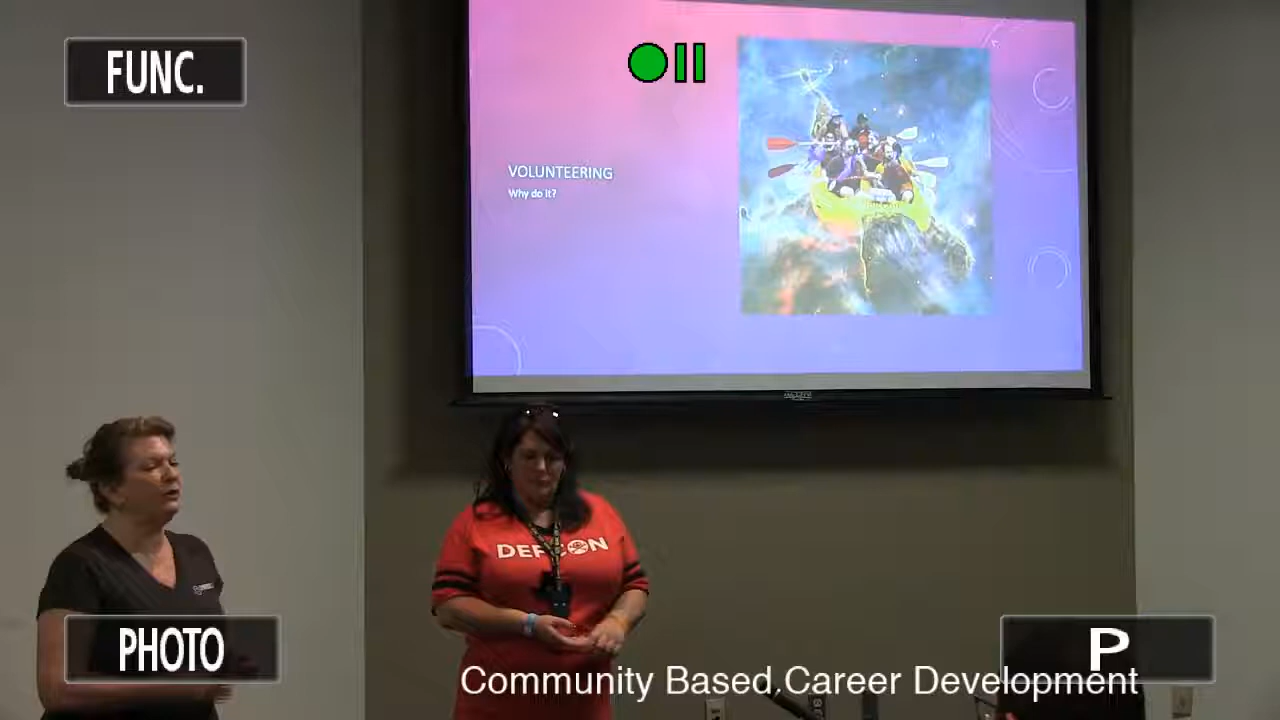 FUNC.
VOLUNTEERING
Why do it?
DEFCON
PHOTO
P
Community Based Career Development